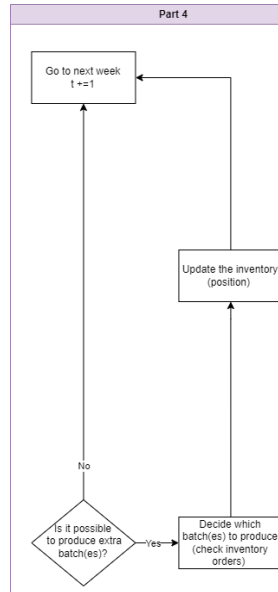 Part 4
Go to next week
t +=1
Update the inventory
(position)
No
Is it possible
to produce extra
batch(es)?
Yes
Decide which
batch(es) to produce
(check inventory
orders)